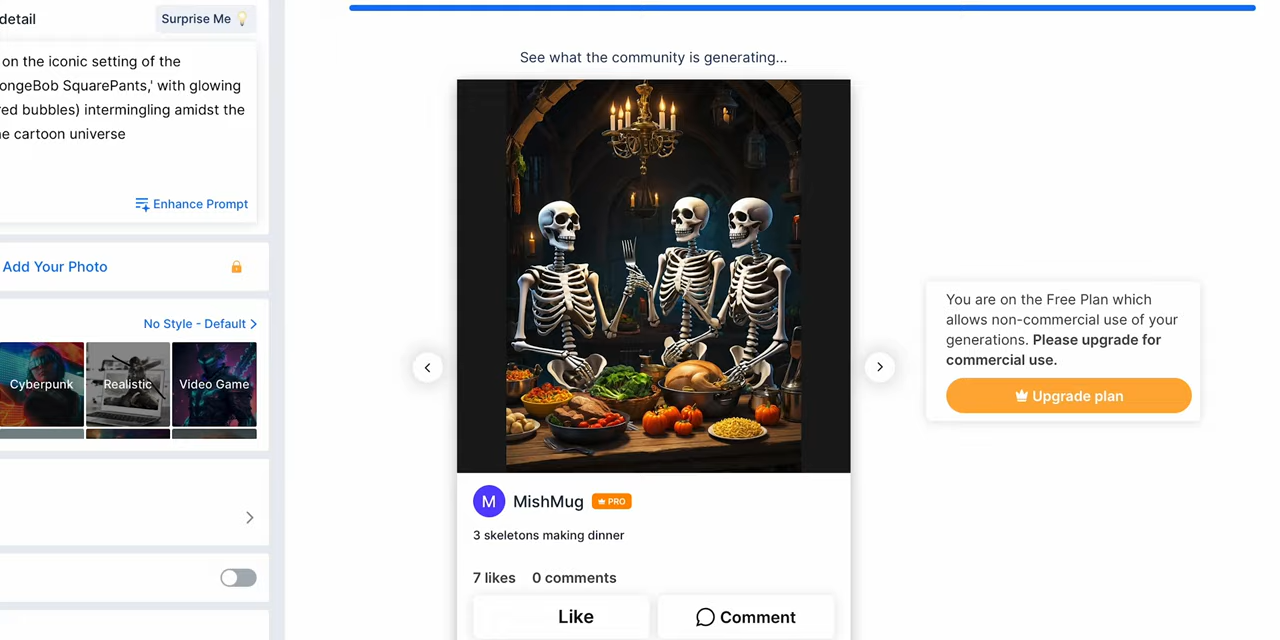 detail
Surprise Me
on the iconic setting of the
ongeBob SquarePants,' with glowing
red bubbles) intermingling amidst the
e cartoon universe
Enhance Prompt
Add Your Photo
No Style - Default
Cyberpunk
Realistic
Video Game
See what the community is generating...
M
MishMug
PRO
3 skeletons making dinner
7 likes
0 comments
Like
Comment
You are on the Free Plan which
allows non-commercial use of your
generations. Please upgrade for
commercial use.
Upgrade plan